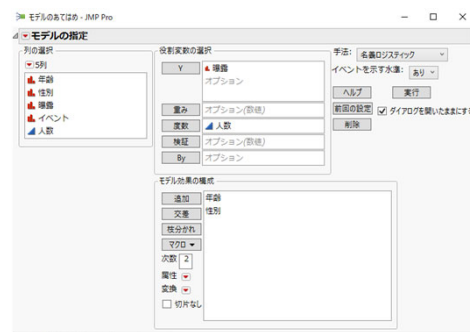 モデルのあてはめ - JMP Pro
モデルの指定
列の選択
5列
年齢
性別
曝露
イベント
人数
役割変数の選択
Y
曝露
オプション
重み
オプション(数値)
度数
人数
検証
オプション(数値)
By
オプション
手法:
名義ロジスティック
イベントを示す水準:
あり
ヘルプ
実行
前回の設定
ダイアログを開いたままにす
削除
モデル効果の構成
追加
交差
枝分かれ
マクロ
次数
2
属性
変換
切片なし
年齢
性別